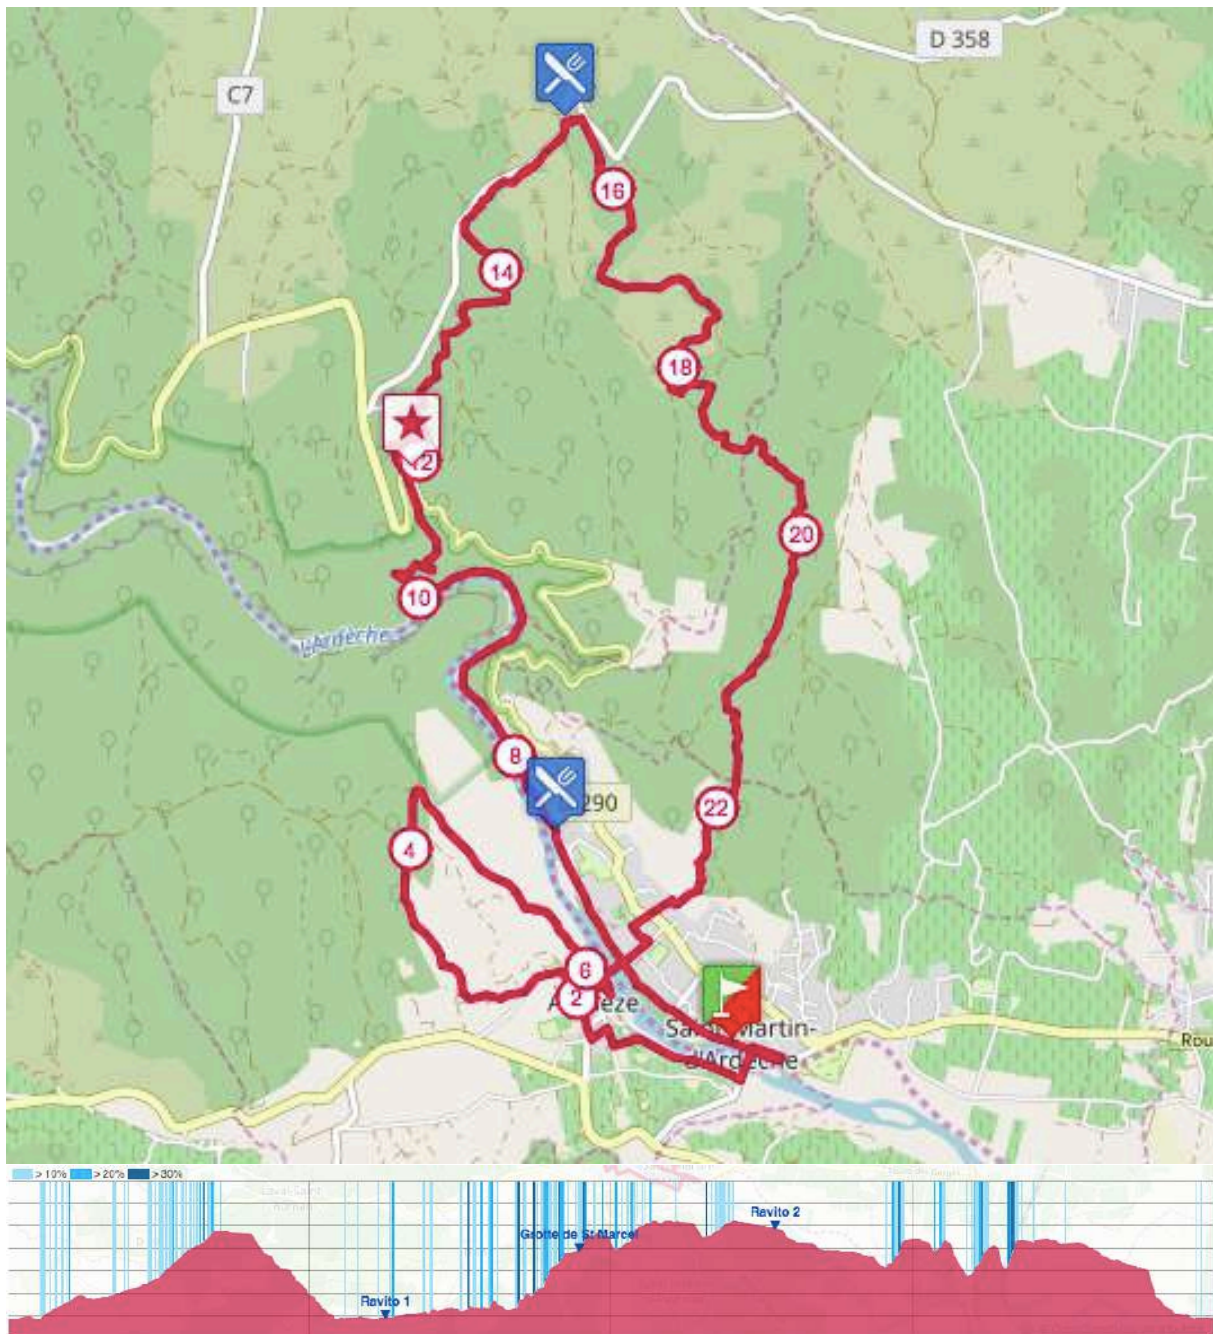 D 358
C7
16
14
18
12
20
10
L'Ardèche
8
290
22
4
6
2
Saint-Martin-
d'Ardèche
Rou
> 10% > 20% > 30%
Ravito 2
Grotte de St Marcel
Ravito 1